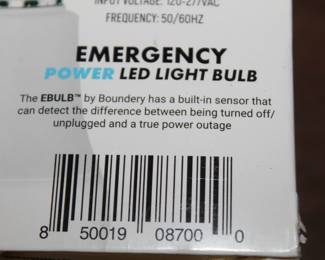 INPUT VOLTAGE: 120-277VAC
FREQUENCY: 50/60HZ
EMERGENCY
POWER LED LIGHT BULB
The EBULB™ by Boundery has a built-in sensor that
can detect the difference between being turned off/
unplugged and a true power outage
8 50019 08700 0